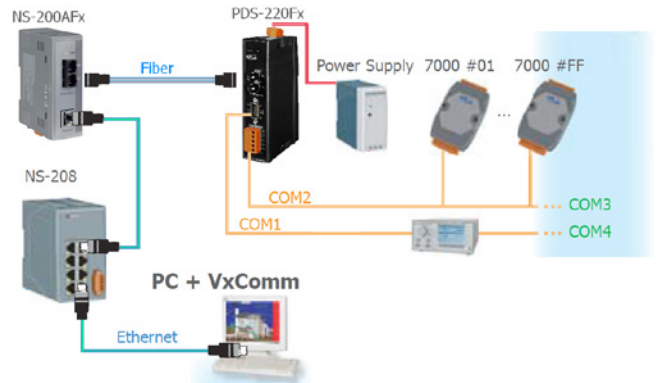 NS-200AFx
PDS-220Fx
Fiber
Power Supply
7000 #01
7000 #FF
...
NS-208
COM2
... COM3
COM1
... COM4
PC + VxComm
Ethernet